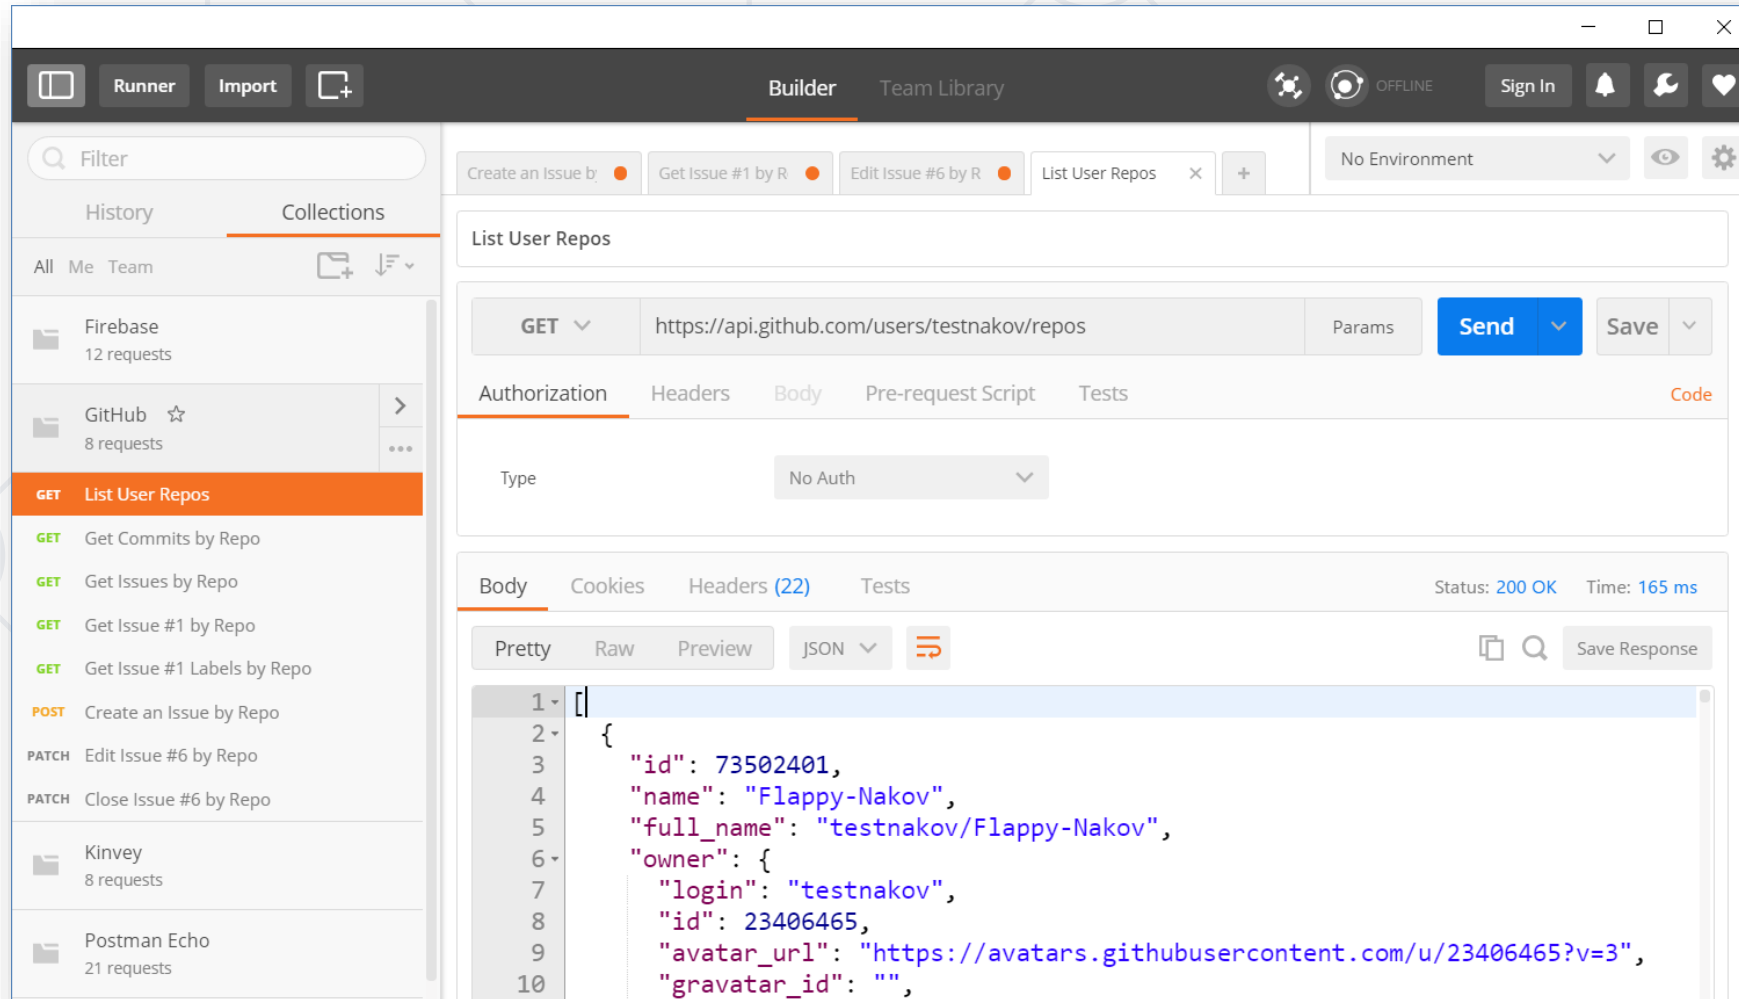 Runner Import Builder Team Library OFFLINE Sign In
Filter
History Collections
All Me Team
Firebase
12 requests
GitHub
8 requests
GET List User Repos
GET Get Commits by Repo
GET Get Issues by Repo
GET Get Issue #1 by Repo
GET Get Issue #1 Labels by Repo
POST Create an Issue by Repo
PATCH Edit Issue #6 by Repo
PATCH Close Issue #6 by Repo
Kinvey
8 requests
Postman Echo
21 requests
Create an Issue by Get Issue #1 by R Edit Issue #6 by R List User Repos × +
No Environment
List User Repos
GET https://api.github.com/users/testnakov/repos Params Send Save
Authorization Headers Body Pre-request Script Tests Code
Type No Auth
Body Cookies Headers (22) Tests Status: 200 OK Time: 165 ms
Pretty Raw Preview JSON Save Response
1 [
2 {
3 "id": 73502401,
4 "name": "Flappy-Nakov",
5 "full_name": "testnakov/Flappy-Nakov",
6 "owner": {
7 "login": "testnakov",
8 "id": 23406465,
9 "avatar_url": "https://avatars.githubusercontent.com/u/23406465?v=3",
10 "gravatar_id": "",